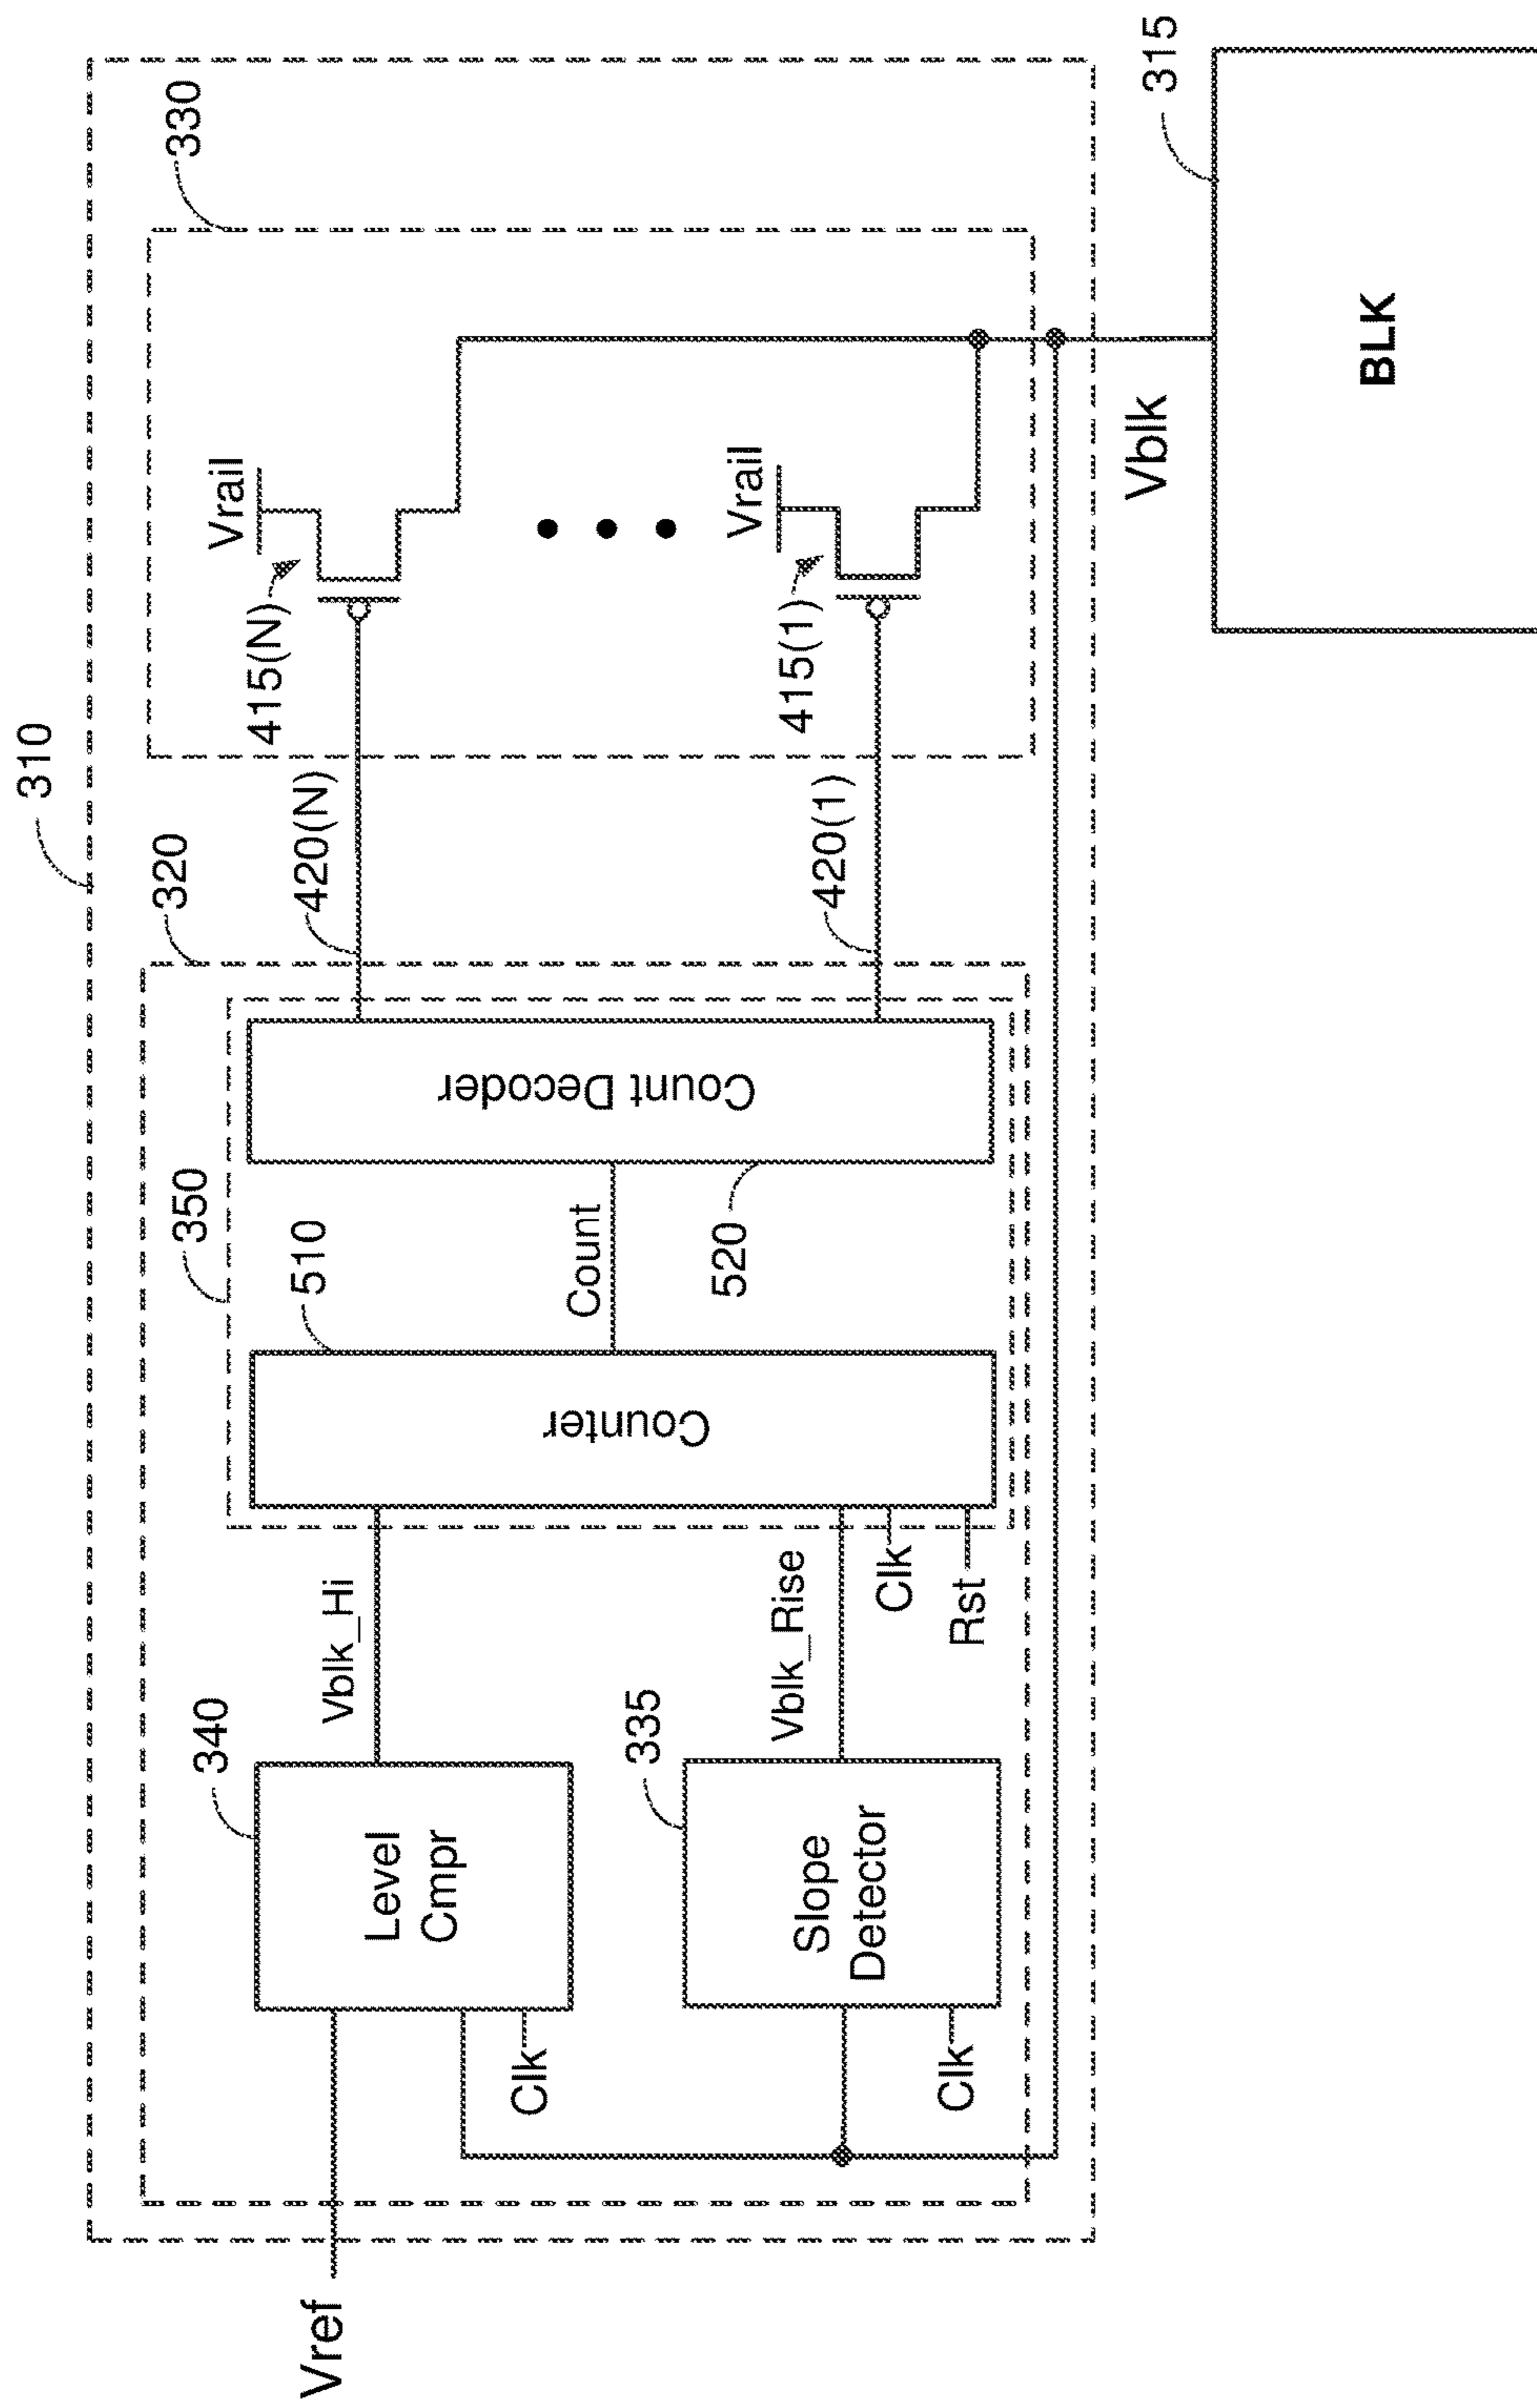 310
320
330
350
510
340
Vref
Level
Cmpr
Clk
Vblk_Hi
335
Slope
Detector
Clk
Vblk_Rise
Clk
Rst
Counter
Count
520
Count Decoder
420(N)
420(1)
415(N)
Vrail
415(1)
Vrail
Vblk
315
BLK